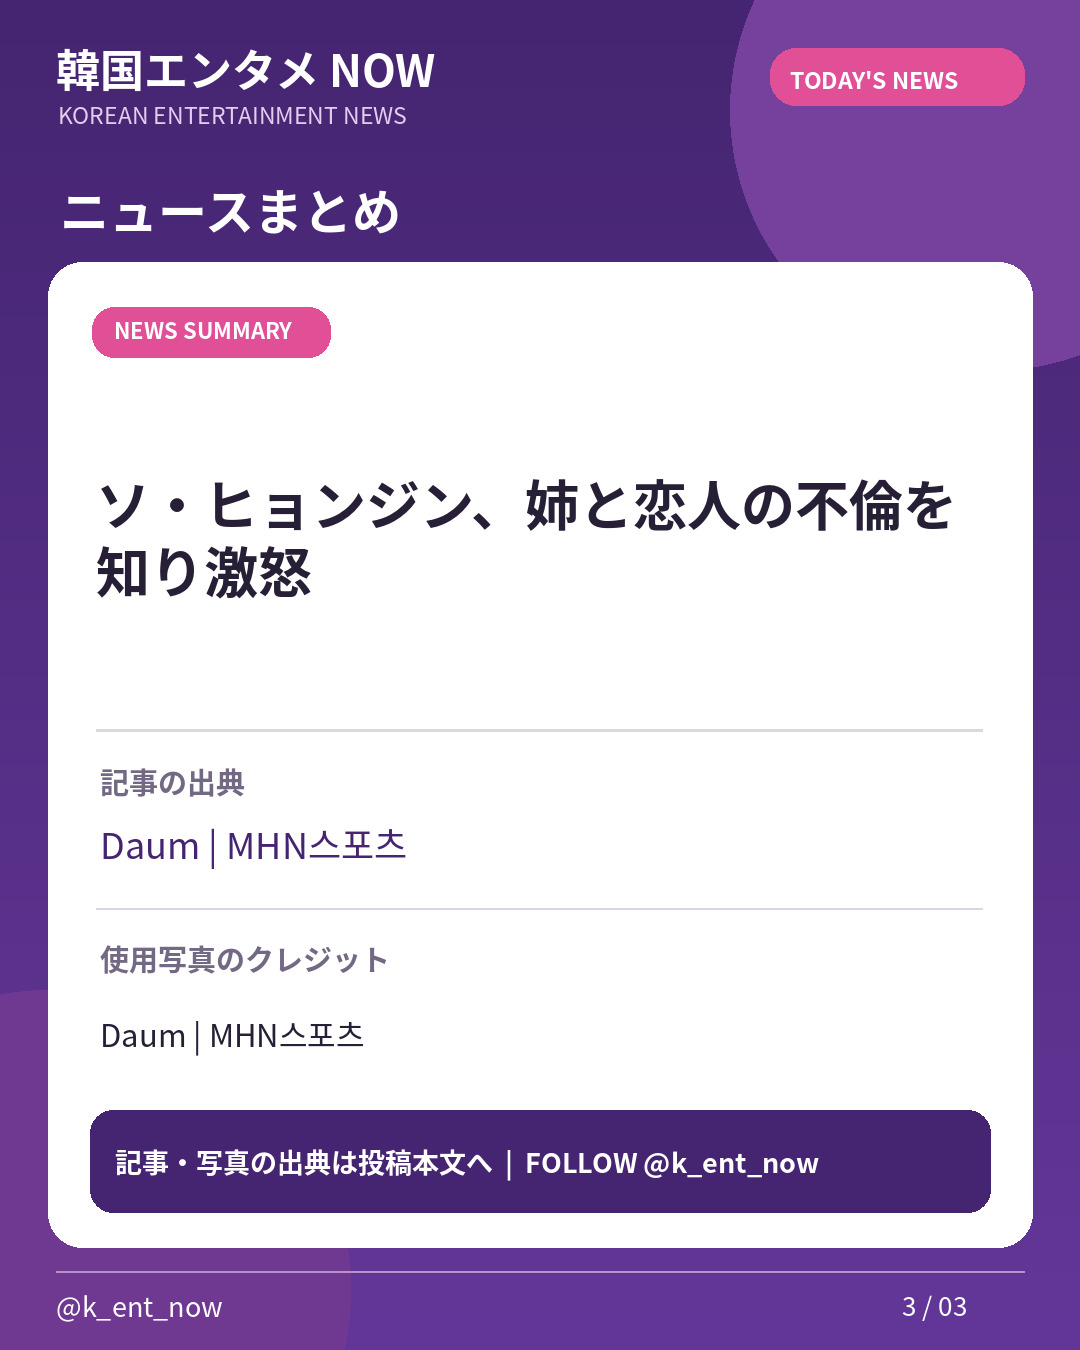 韓国エンタメ NOW
KOREAN ENTERTAINMENT NEWS
TODAY'S NEWS
ニュースまとめ
NEWS SUMMARY
ソ・ヒョンジン、姉と恋人の不倫を
知り激怒
記事の出典
Daum | MHN스포츠
使用写真のクレジット
Daum | MHN스포츠
記事・写真の出典は投稿本文へ | FOLLOW @k_ent_now
@k_ent_now
3 / 03